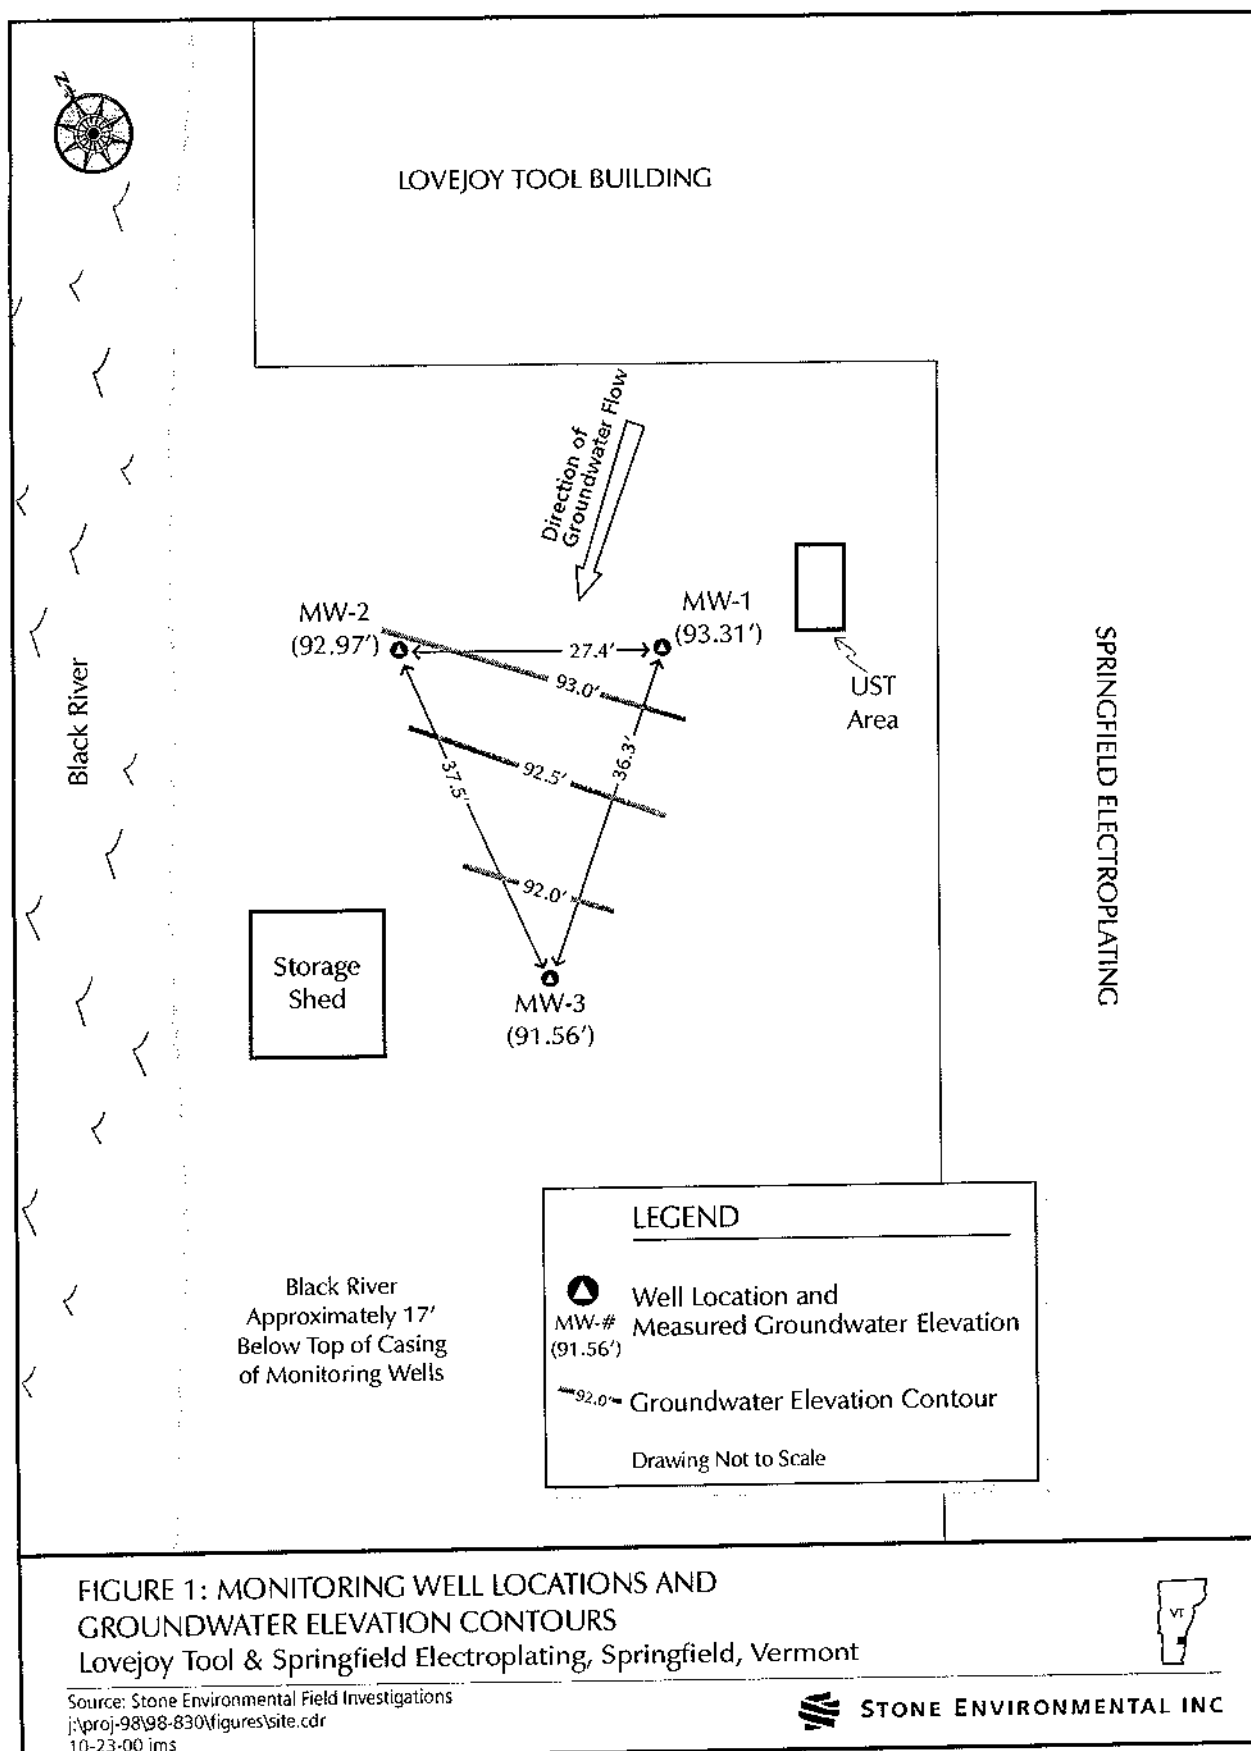 N
LOVEJOY TOOL BUILDING
Direction of
Groundwater Flow
MW-2
(92.97')
MW-1
(93.31')
27.4'
93.0'
UST
Area
36.3'
92.5'
37.5'
92.0'
Black River
SPRINGFIELD ELECTROPLATING
Storage
Shed
MW-3
(91.56')
Black River
Approximately 17'
Below Top of Casing
of Monitoring Wells
LEGEND
Well Location and
Measured Groundwater Elevation
MW-#
(91.56')
92.0'
Groundwater Elevation Contour
Drawing Not to Scale
FIGURE 1: MONITORING WELL LOCATIONS AND
GROUNDWATER ELEVATION CONTOURS
Lovejoy Tool & Springfield Electroplating, Springfield, Vermont
VT
Source: Stone Environmental Field Investigations
j:\proj-98\98-830\figures\site.cdr
10-23-00 jms
STONE ENVIRONMENTAL INC